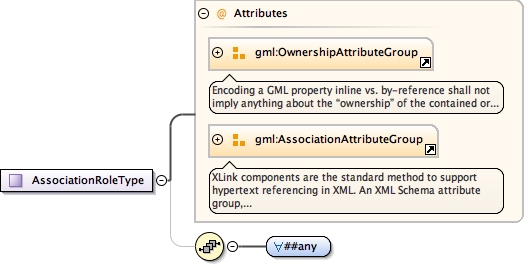 @ Attributes
gml:OwnershipAttributeGroup
Encoding a GML property inline vs. by-reference shall not
imply anything about the “ownership” of the contained or...
gml:AssociationAttributeGroup
XLink components are the standard method to support
hypertext referencing in XML. An XML Schema attribute
group,...
AssociationRoleType
∀##any